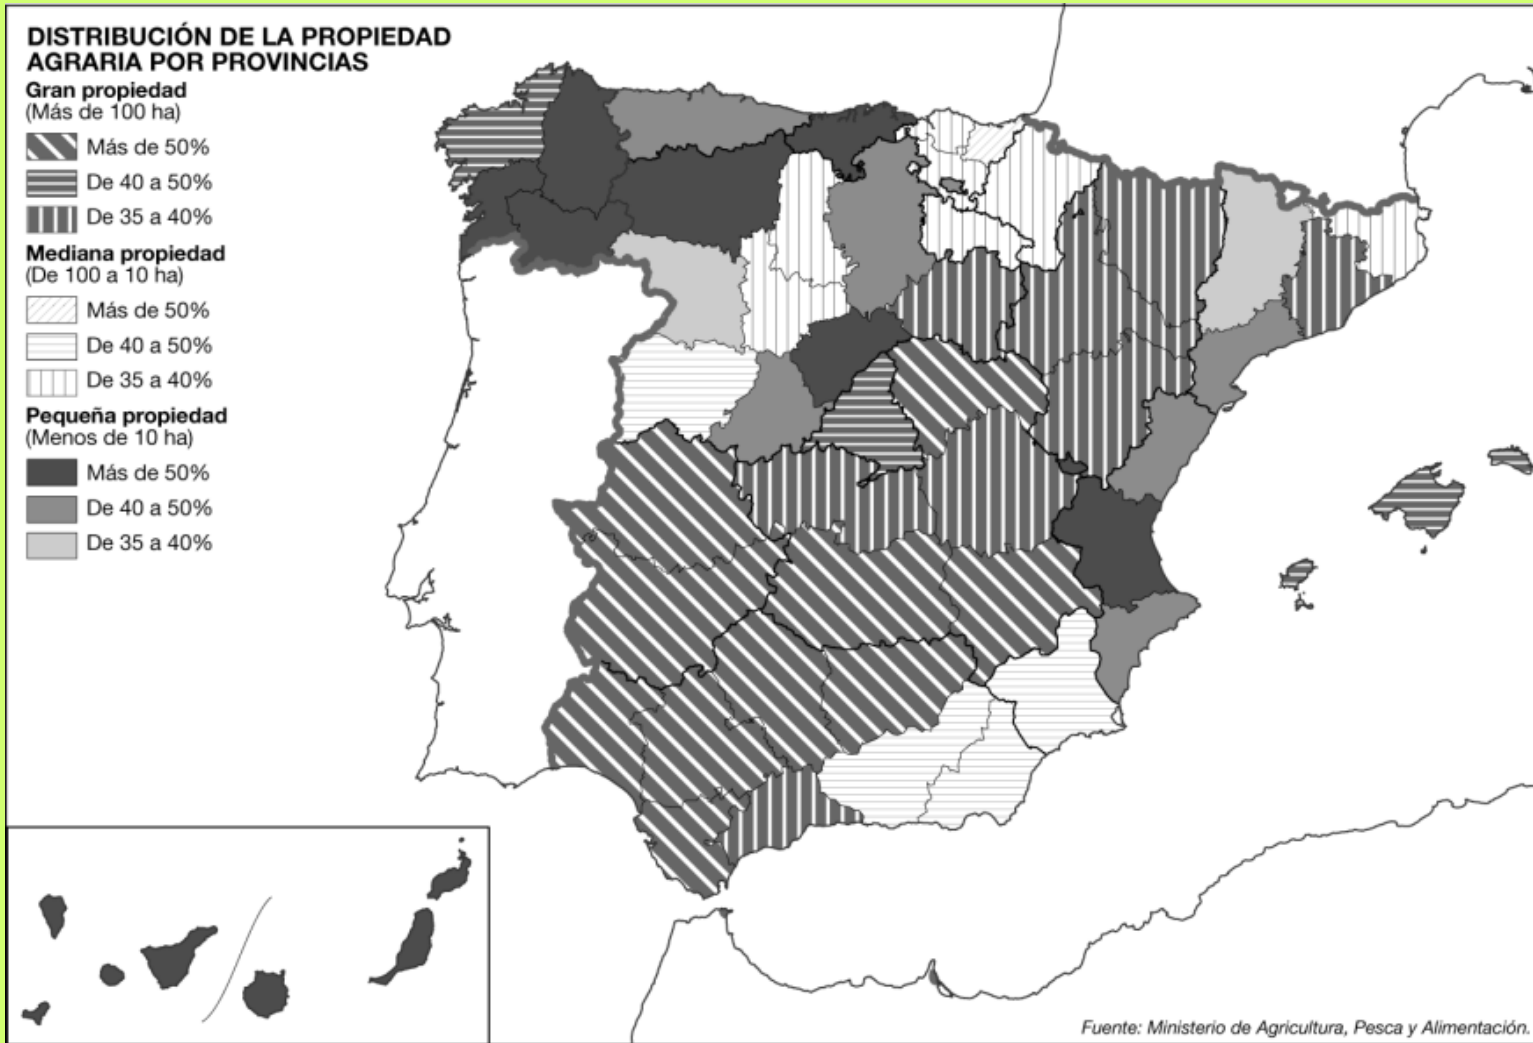 DISTRIBUCIÓN DE LA PROPIEDAD
AGRARIA POR PROVINCIAS
Gran propiedad
(Más de 100 ha)
Más de 50%
De 40 a 50%
De 35 a 40%
Mediana propiedad
(De 100 a 10 ha)
Más de 50%
De 40 a 50%
De 35 a 40%
Pequeña propiedad
(Menos de 10 ha)
Más de 50%
De 40 a 50%
De 35 a 40%
Fuente: Ministerio de Agricultura, Pesca y Alimentación.